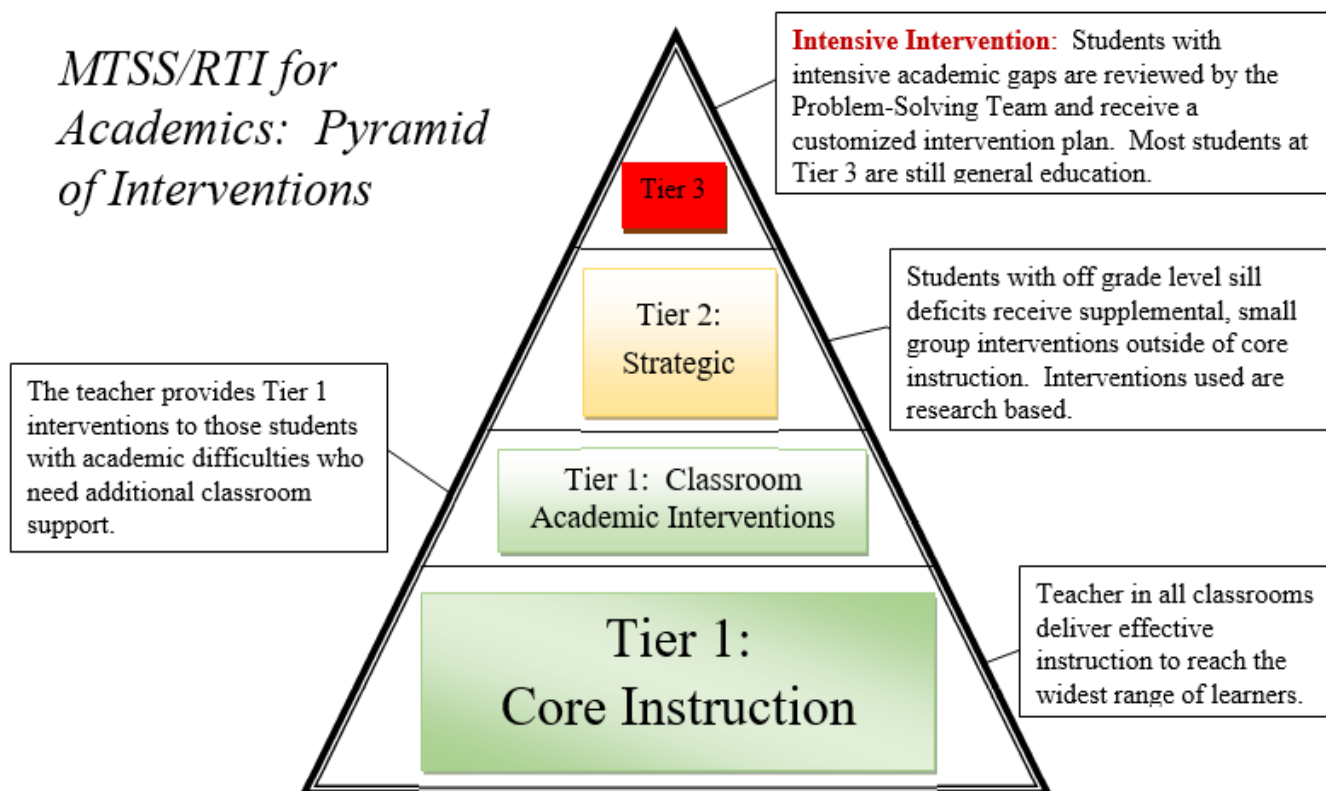 MTSS/RTI for
Academics:  Pyramid
of Interventions
Intensive Intervention:  Students with
intensive academic gaps are reviewed by the
Problem-Solving Team and receive a
customized intervention plan.  Most students at
Tier 3 are still general education.
Tier 3
Students with off grade level sill
deficits receive supplemental, small
group interventions outside of core
instruction.  Interventions used are
research based.
Tier 2:
Strategic
The teacher provides Tier 1
interventions to those students
with academic difficulties who
need additional classroom
support.
Tier 1:  Classroom
Academic Interventions
Teacher in all classrooms
deliver effective
instruction to reach the
widest range of learners.
Tier 1:
Core Instruction